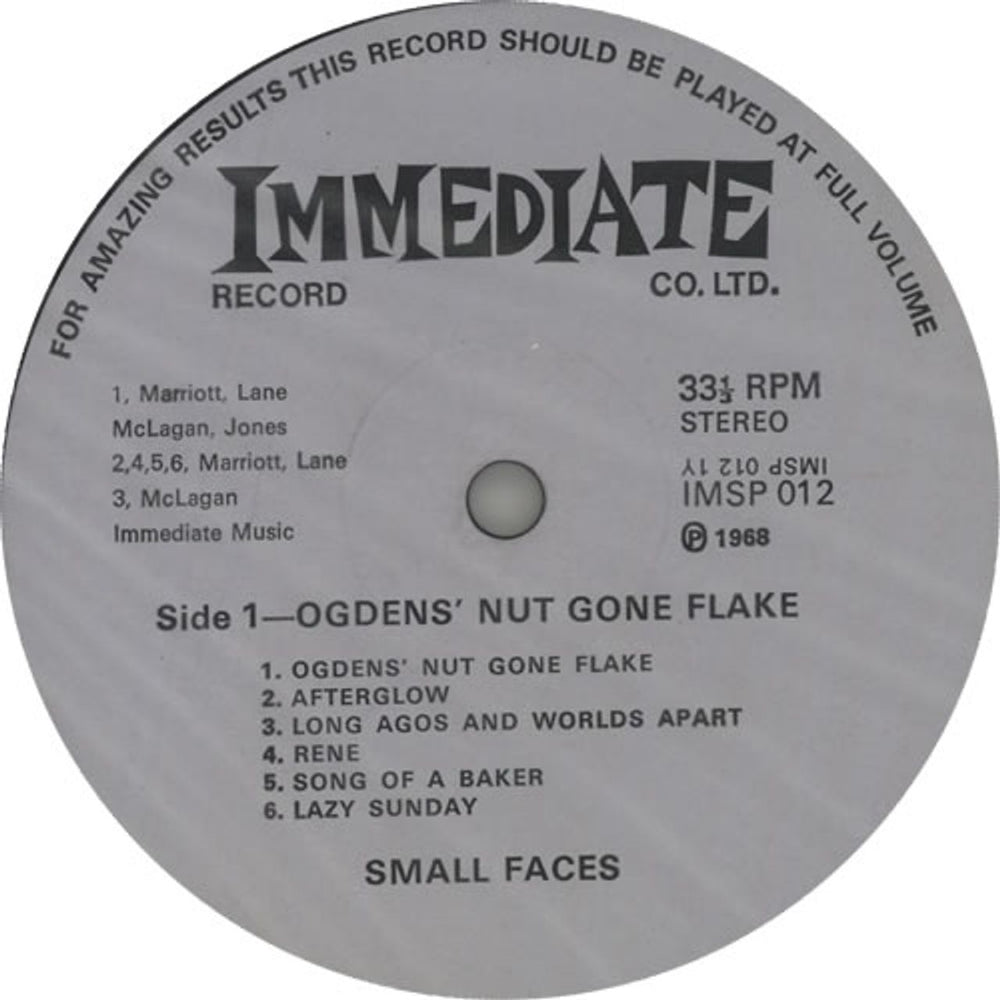 FOR AMAZING RESULTS THIS RECORD SHOULD BE PLAYED AT FULL VOLUME
IMMEDIATE
RECORD CO. LTD.
1, Marriott, Lane
McLagan, Jones
2,4,5,6, Marriott, Lane
3, McLagan
Immediate Music
33⅓ RPM
STEREO
IMSP 012 1Y
IMSP 012
℗ 1968
Side 1—OGDENS' NUT GONE FLAKE
1. OGDENS' NUT GONE FLAKE
2. AFTERGLOW
3. LONG AGOS AND WORLDS APART
4. RENE
5. SONG OF A BAKER
6. LAZY SUNDAY
SMALL FACES